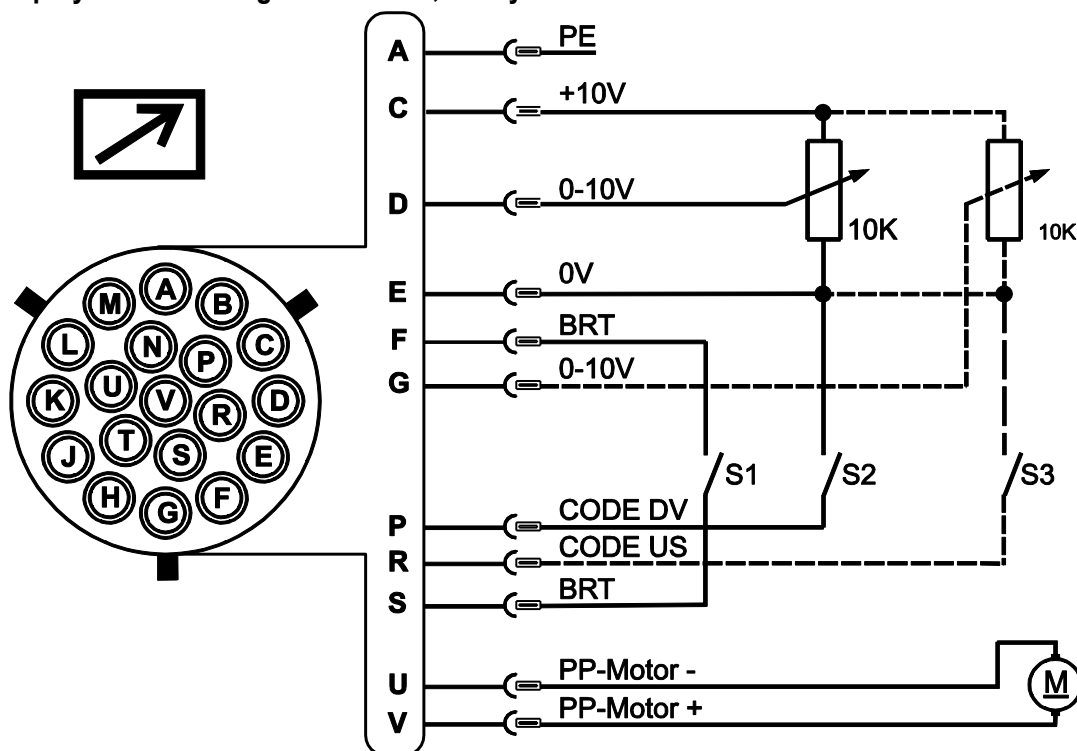 A PE
C +10V
D 0-10V
10K
10K
E 0V
F BRT
G 0-10V
S1
S2
S3
P CODE DV
R CODE US
S BRT
U PP-Motor -
V PP-Motor +
M
A
B
M
C
N
P
L
U
V
D
K
R
T
S
E
J
H
F
G